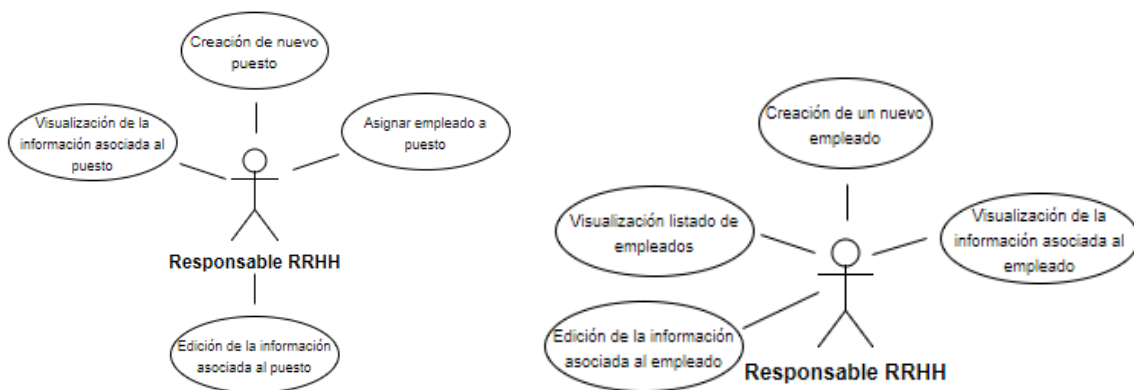 Creación de nuevo
puesto
Visualización de la
información asociada al
puesto
Asignar empleado a
puesto
Responsable RRHH
Edición de la información
asociada al puesto
Creación de un nuevo
empleado
Visualización listado de
empleados
Visualización de la
información asociada al
empleado
Edición de la información
asociada al empleado
Responsable RRHH